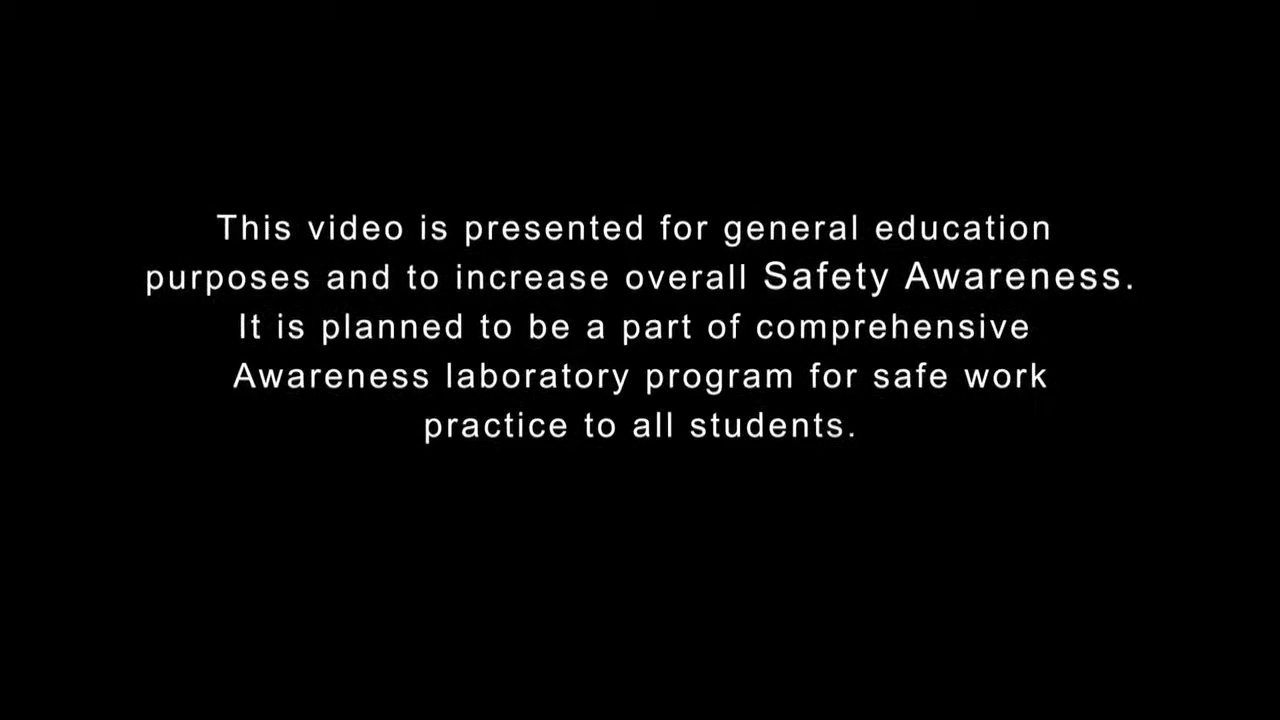 This video is presented for general education
purposes and to increase overall Safety Awareness.
It is planned to be a part of comprehensive
Awareness laboratory program for safe work
practice to all students.